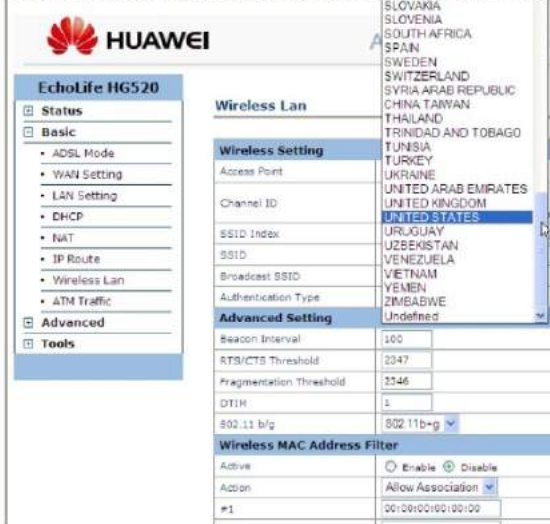 SLOVAKIA
SLOVENIA
SOUTH AFRICA
SPAIN
SWEDEN
SWITZERLAND
SYRIA ARAB REPUBLIC
CHINA TAIWAN
THAILAND
TRINIDAD AND TOBAGO
TUNISIA
TURKEY
UKRAINE
UNITED ARAB EMIRATES
UNITED KINGDOM
UNITED STATES
URUGUAY
UZBEKISTAN
VENEZUELA
VIETNAM
YEMEN
ZIMBABWE
Undefined
HUAWEI
A
EchoLife HG520
Status
Basic
ADSL Mode
WAN Setting
LAN Setting
DHCP
NAT
IP Route
Wireless Lan
ATM Traffic
Advanced
Tools
Wireless Lan
Wireless Setting
Access Point
Channel ID
SSID Index
SSID
Broadcast SSID
Authentication Type
Advanced Setting
Beacon Interval 100
RTS/CTS Threshold 2347
Fragmentation Threshold 2346
DTIM 1
802.11 b/g 802.11b+g
Wireless MAC Address Filter
Active Enable Disable
Action Allow Association
#1 00:00:00:00:00:00